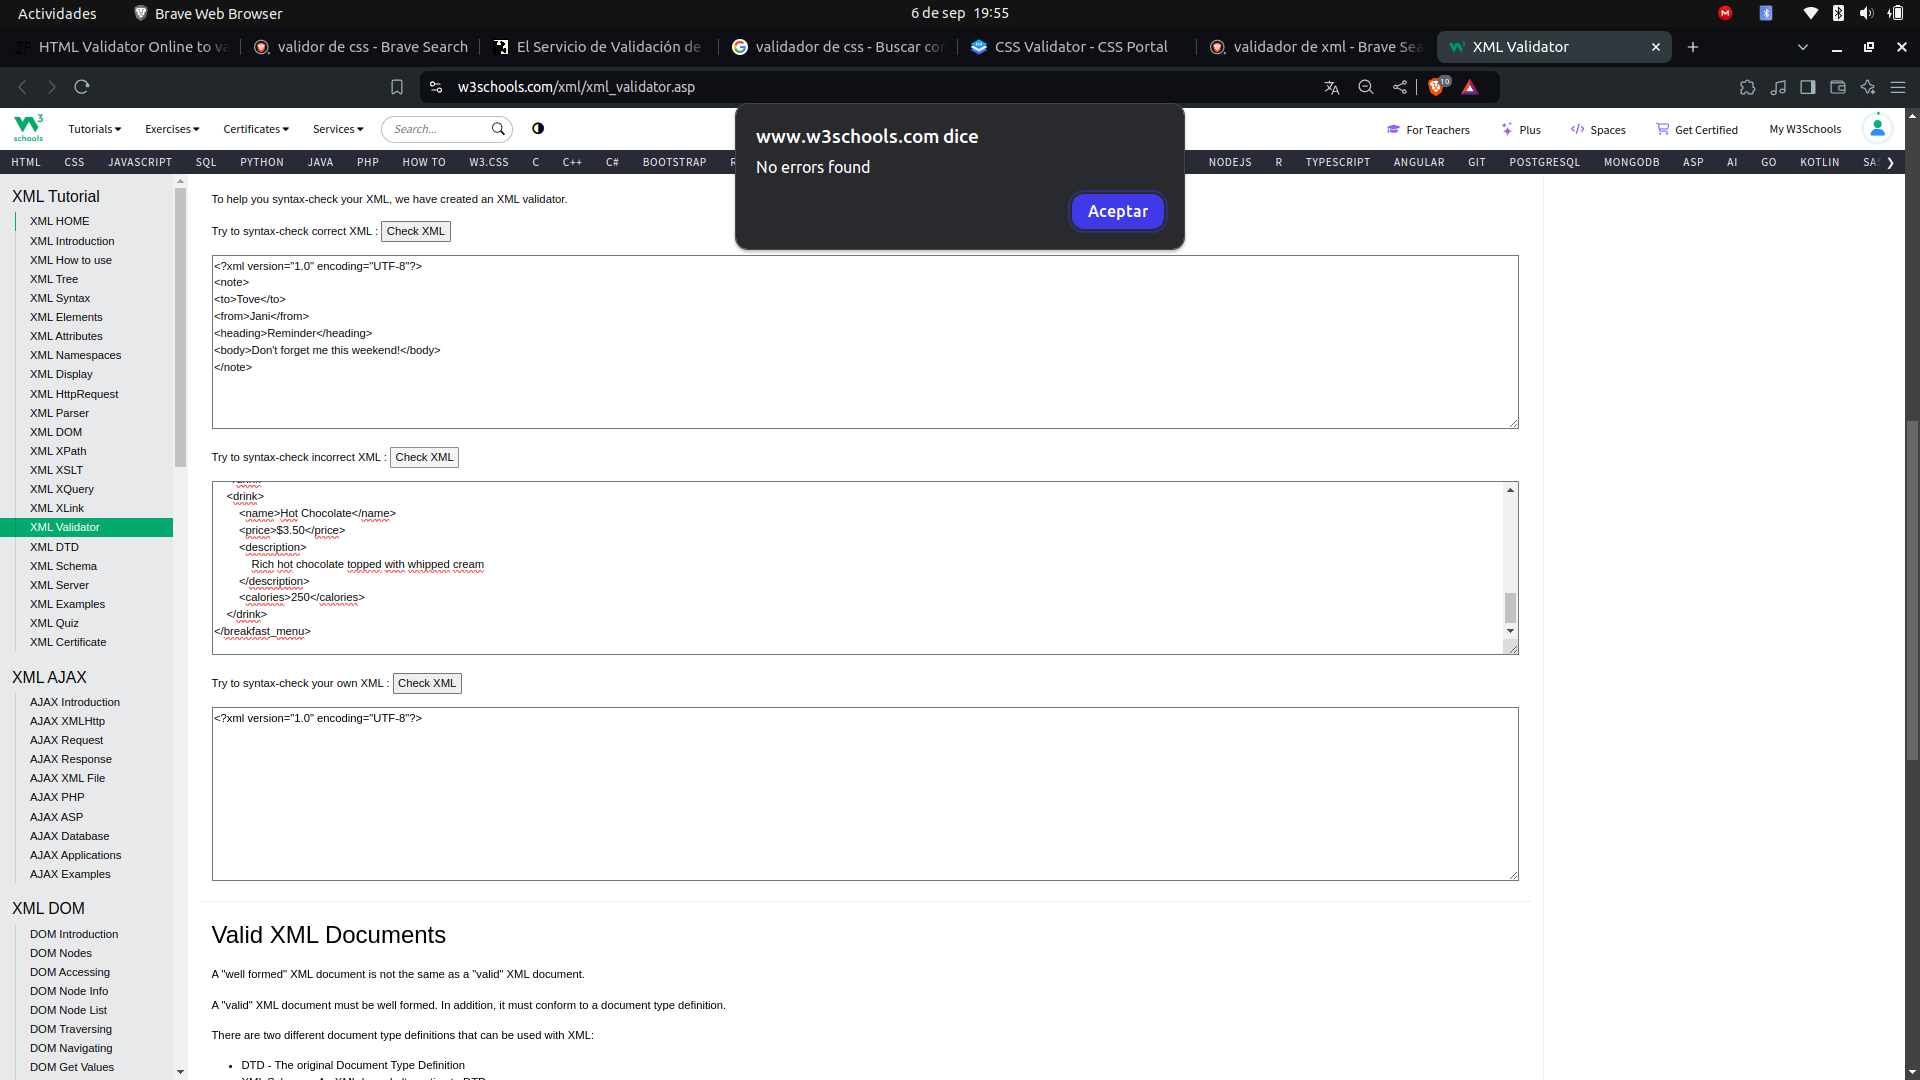 Actividades
Brave Web Browser
6 de sep 19:55
HTML Validator Online to va
validor de css - Brave Search
El Servicio de Validación de
validador de css - Buscar con
CSS Validator - CSS Portal
validador de xml - Brave Sea
XML Validator
w3schools.com/xml/xml_validator.asp
10
schools
Tutorials
Exercises
Certificates
Services
Search...
For Teachers
Plus
Spaces
Get Certified
My W3Schools
HTML CSS JAVASCRIPT SQL PYTHON JAVA PHP HOW TO W3.CSS C C++ C# BOOTSTRAP
NODEJS R TYPESCRIPT ANGULAR GIT POSTGRESQL MONGODB ASP AI GO KOTLIN SAS
www.w3schools.com dice
No errors found
Aceptar
XML Tutorial
XML HOME
XML Introduction
XML How to use
XML Tree
XML Syntax
XML Elements
XML Attributes
XML Namespaces
XML Display
XML HttpRequest
XML Parser
XML DOM
XML XPath
XML XSLT
XML XQuery
XML XLink
XML Validator
XML DTD
XML Schema
XML Server
XML Examples
XML Quiz
XML Certificate
XML AJAX
AJAX Introduction
AJAX XMLHttp
AJAX Request
AJAX Response
AJAX XML File
AJAX PHP
AJAX ASP
AJAX Database
AJAX Applications
AJAX Examples
XML DOM
DOM Introduction
DOM Nodes
DOM Accessing
DOM Node Info
DOM Node List
DOM Traversing
DOM Navigating
DOM Get Values
To help you syntax-check your XML, we have created an XML validator.
Try to syntax-check correct XML : Check XML
<?xml version="1.0" encoding="UTF-8"?>
<note>
<to>Tove</to>
<from>Jani</from>
<heading>Reminder</heading>
<body>Don't forget me this weekend!</body>
</note>
Try to syntax-check incorrect XML : Check XML
<drink>
<name>Hot Chocolate</name>
<price>$3.50</price>
<description>
Rich hot chocolate topped with whipped cream
</description>
<calories>250</calories>
</drink>
</breakfast_menu>
Try to syntax-check your own XML : Check XML
<?xml version="1.0" encoding="UTF-8"?>
Valid XML Documents
A "well formed" XML document is not the same as a "valid" XML document.
A "valid" XML document must be well formed. In addition, it must conform to a document type definition.
There are two different document type definitions that can be used with XML:
• DTD - The original Document Type Definition